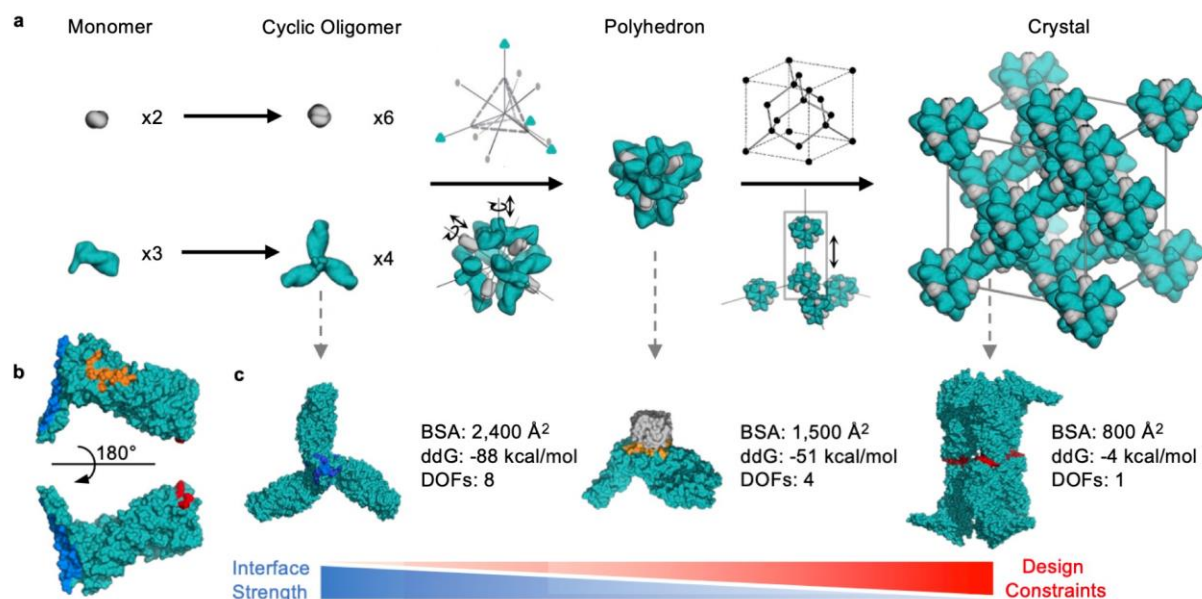 a
Monomer
Cyclic Oligomer
Polyhedron
Crystal
x2
x6
x3
x4
b
180°
c
BSA: 2,400 Å²
ddG: -88 kcal/mol
DOFs: 8
BSA: 1,500 Å²
ddG: -51 kcal/mol
DOFs: 4
BSA: 800 Å²
ddG: -4 kcal/mol
DOFs: 1
Interface
Strength
Design
Constraints